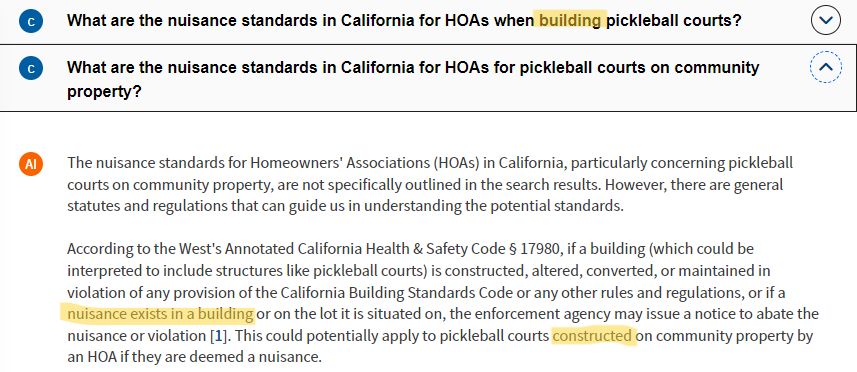 C What are the nuisance standards in California for HOAs when building pickleball courts?
C What are the nuisance standards in California for HOAs for pickleball courts on community
property?
AI The nuisance standards for Homeowners' Associations (HOAs) in California, particularly concerning pickleball
courts on community property, are not specifically outlined in the search results. However, there are general
statutes and regulations that can guide us in understanding the potential standards.
According to the West's Annotated California Health & Safety Code § 17980, if a building (which could be
interpreted to include structures like pickleball courts) is constructed, altered, converted, or maintained in
violation of any provision of the California Building Standards Code or any other rules and regulations, or if a
nuisance exists in a building or on the lot it is situated on, the enforcement agency may issue a notice to abate the
nuisance or violation [1]. This could potentially apply to pickleball courts constructed on community property by
an HOA if they are deemed a nuisance.